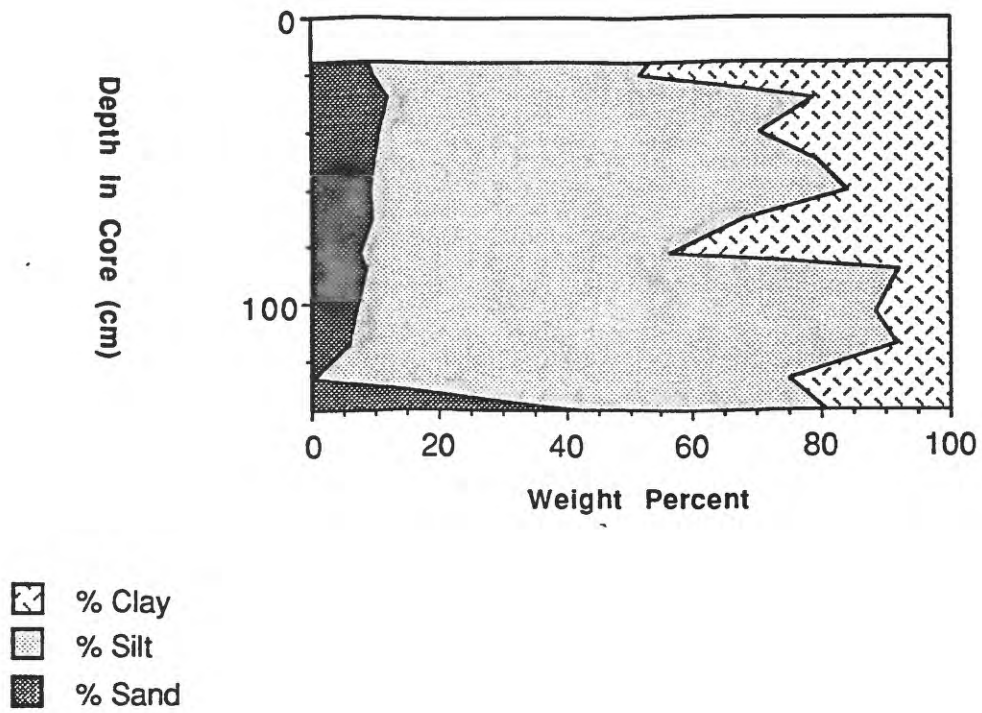 0
Depth in Core (cm)
100
0 20 40 60 80 100
Weight Percent
% Clay
% Silt
% Sand